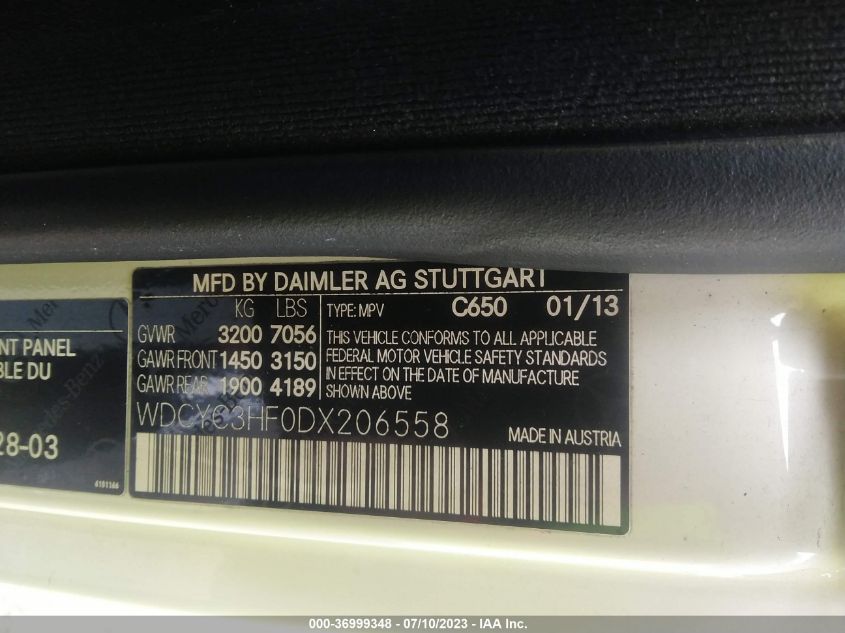 MFD BY DAIMLER AG STUTTGART
KG LBS
GVWR 3200 7056
GAWR FRONT 1450 3150
GAWR REAR 1900 4189
TYPE: MPV C650 01/13
THIS VEHICLE CONFORMS TO ALL APPLICABLE
FEDERAL MOTOR VEHICLE SAFETY STANDARDS
IN EFFECT ON THE DATE OF MANUFACTURE
SHOWN ABOVE
WDCYC3HF0DX206558
MADE IN AUSTRIA
NT PANEL
BLE DU
28-03
6101366
000-36999348 - 07/10/2023 - IAA Inc.